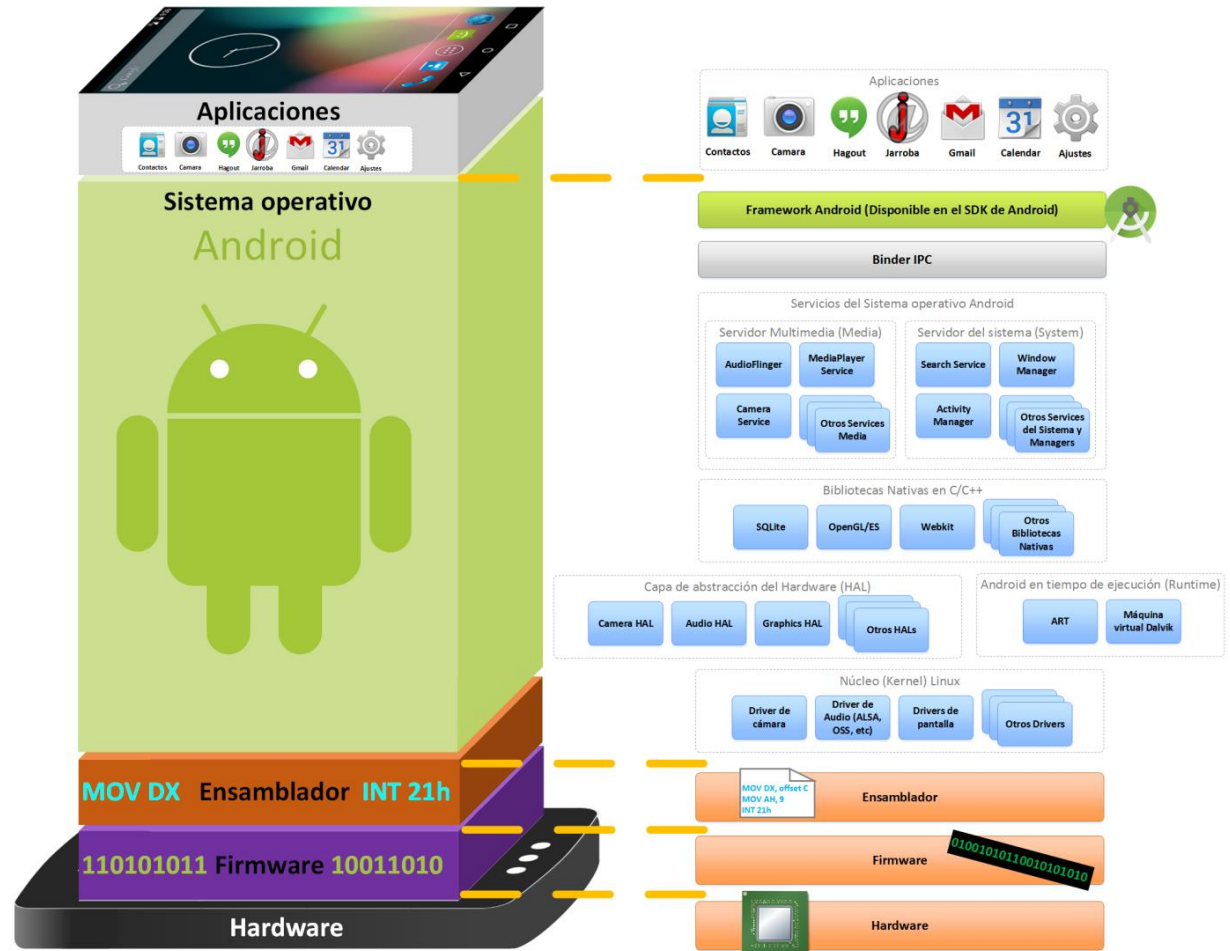 Aplicaciones
Contactos Camara Hagout Jarroba Gmail Calendar Ajustes
Sistema operativo
Android
MOV DX Ensamblador INT 21h
110101011 Firmware 10011010
Hardware
Aplicaciones
31
31
Contactos Camara Hagout Jarroba Gmail Calendar Ajustes
Framework Android (Disponible en el SDK de Android)
Binder IPC
Servicios del Sistema operativo Android
Servidor Multimedia (Media)
AudioFlinger
MediaPlayer
Service
Camera
Service
Otros Services
Media
Servidor del sistema (System)
Search Service
Window
Manager
Activity
Manager
Otros Services
del Sistema y
Managers
Bibliotecas Nativas en C/C++
SQLite
OpenGL/ES
Webkit
Otros
Bibliotecas
Nativas
Capa de abstracción del Hardware (HAL)
Camera HAL
Audio HAL
Graphics HAL
Otros HALs
Android en tiempo de ejecución (Runtime)
ART
Máquina
virtual Dalvik
Núcleo (Kernel) Linux
Driver de
cámara
Driver de
Audio (ALSA,
OSS, etc)
Drivers de
pantalla
Otros Drivers
MOV DX, offset C
MOV AH, 9
INT 21h
Ensamblador
Firmware
01001010110010101010
Hardware